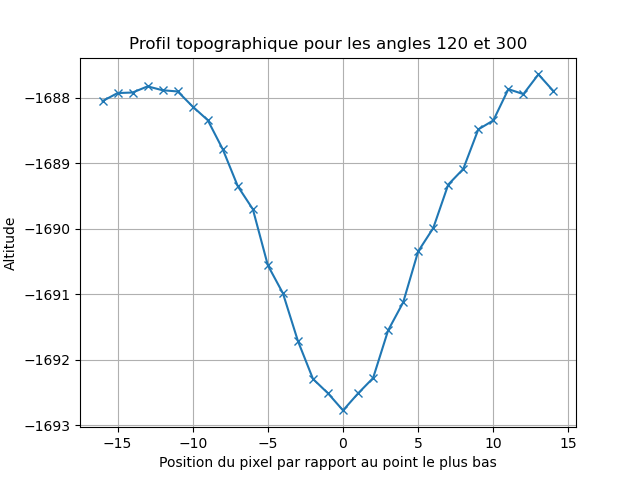 Profil topographique pour les angles 120 et 300
Altitude
−1688
−1689
−1690
−1691
−1692
−1693
−15 −10 −5 0 5 10 15
Position du pixel par rapport au point le plus bas